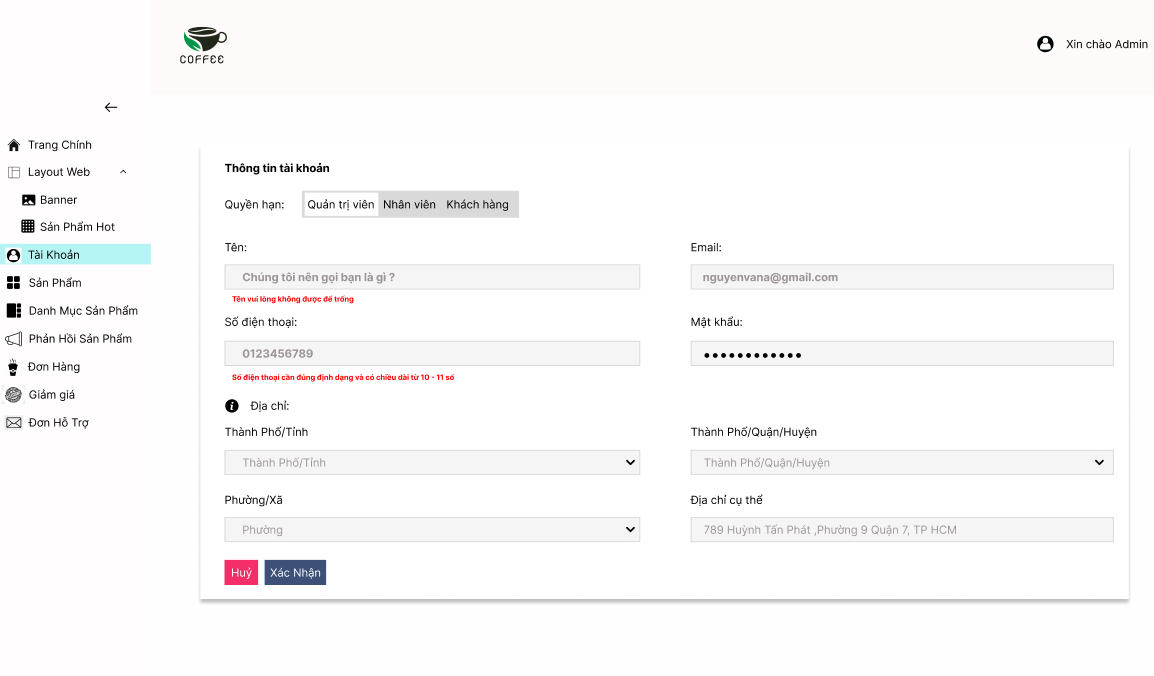 COFFEE
Xin chào Admin
Trang Chính
Layout Web
Banner
Sản Phẩm Hot
Tài Khoản
Sản Phẩm
Danh Mục Sản Phẩm
Phản Hồi Sản Phẩm
Đơn Hàng
Giảm giá
Đơn Hỗ Trợ
Thông tin tài khoản
Quyền hạn: Quản trị viên Nhân viên Khách hàng
Tên: Email:
Chúng tôi nên gọi bạn là gì ? nguyenvana@gmail.com
Tên vui lòng không được để trống
Số điện thoại: Mật khẩu:
0123456789
Số điện thoại cần đúng định dạng và có chiều dài từ 10 - 11 số
Địa chỉ:
Thành Phố/Tỉnh Thành Phố/Quận/Huyện
Thành Phố/Tỉnh Thành Phố/Quận/Huyện
Phường/Xã Địa chỉ cụ thể
Phường 789 Huỳnh Tấn Phát ,Phường 9 Quận 7, TP HCM
Huỷ Xác Nhận